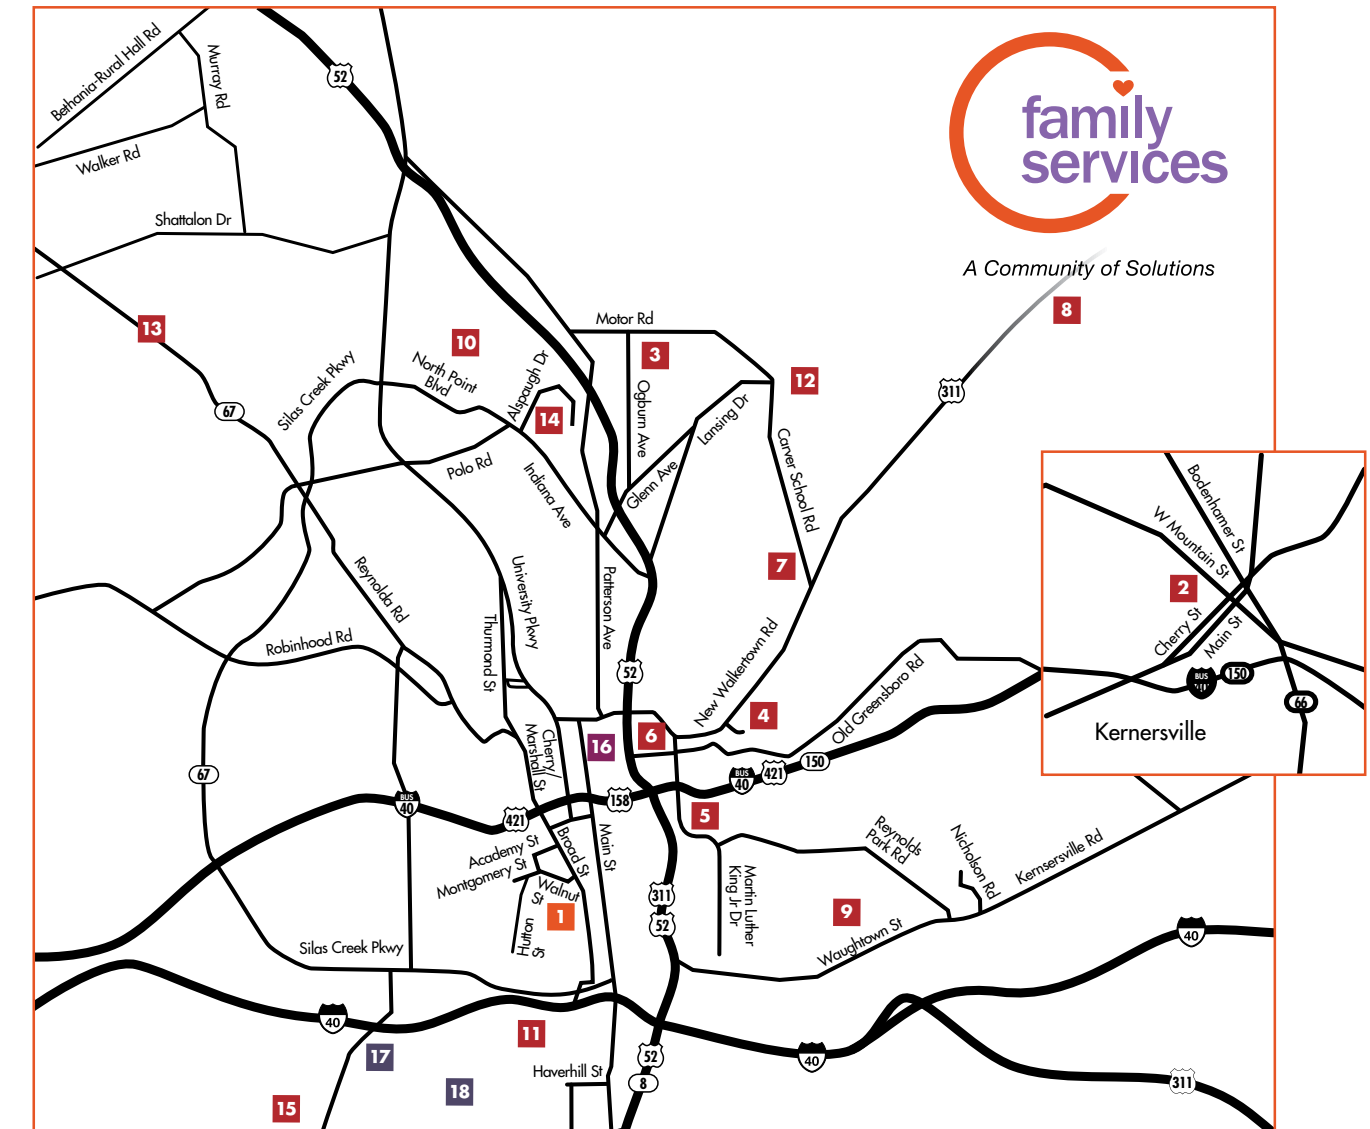 Bethania-Rural Hall Rd
Murray Rd
52
Walker Rd
Shattalon Dr
family
services
A Community of Solutions
8
13
10
Motor Rd
3
12
311
67
Silas Creek Pkwy
North Point
Blvd
Alspaugh Dr
14
Ogburn Ave
Lansing Dr
Carver School Rd
Polo Rd
Indiana Ave
Glenn Ave
Bodenhamer St
W Mountain St
2
Cherry St
Main St
BUS
150
66
Kernersville
7
Reynolda Rd
University Pkwy
Thurmond St
Patterson Ave
Robinhood Rd
52
New Walkertown Rd
4
Old Greensboro Rd
6
16
Cherry/
Marshall St
67
BUS
40
421
158
BUS
40
421
150
5
Academy St
Montgomery St
Broad St
Main St
Walnut
St
1
Hutton
St
Reynolds
Park Rd
Nicholson Rd
Kernsersville Rd
Martin Luther
King Jr Dr
311
52
9
Waughtown St
Silas Creek Pkwy
40
40
11
17
18
15
Haverhill St
52
8
40
311